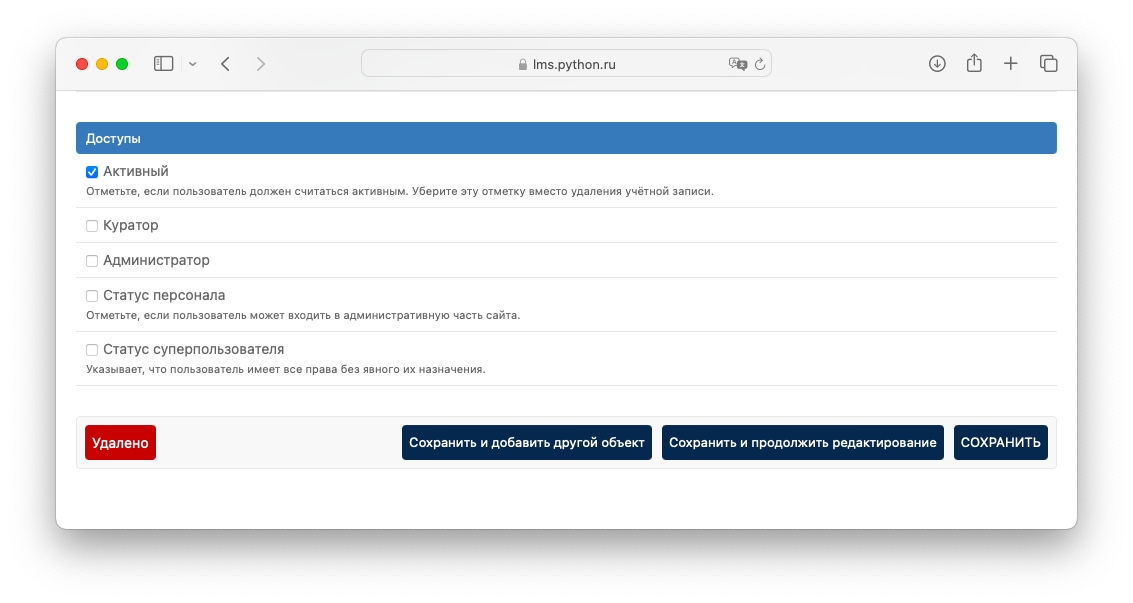 lms.python.ru
Доступы
Активный
Отметьте, если пользователь должен считаться активным. Уберите эту отметку вместо удаления учётной записи.
Куратор
Администратор
Статус персонала
Отметьте, если пользователь может входить в административную часть сайта.
Статус суперпользователя
Указывает, что пользователь имеет все права без явного их назначения.
Удалено
Сохранить и добавить другой объект
Сохранить и продолжить редактирование
СОХРАНИТЬ